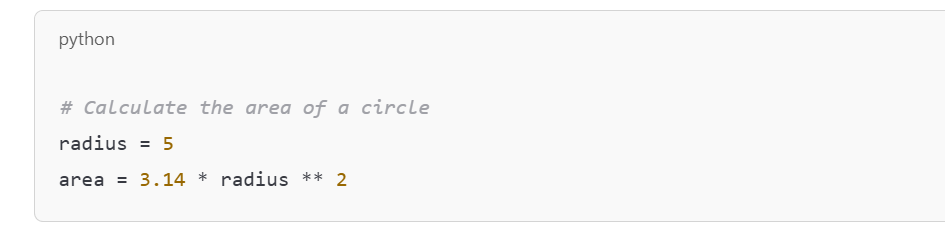 python
# Calculate the area of a circle
radius = 5
area = 3.14 * radius ** 2